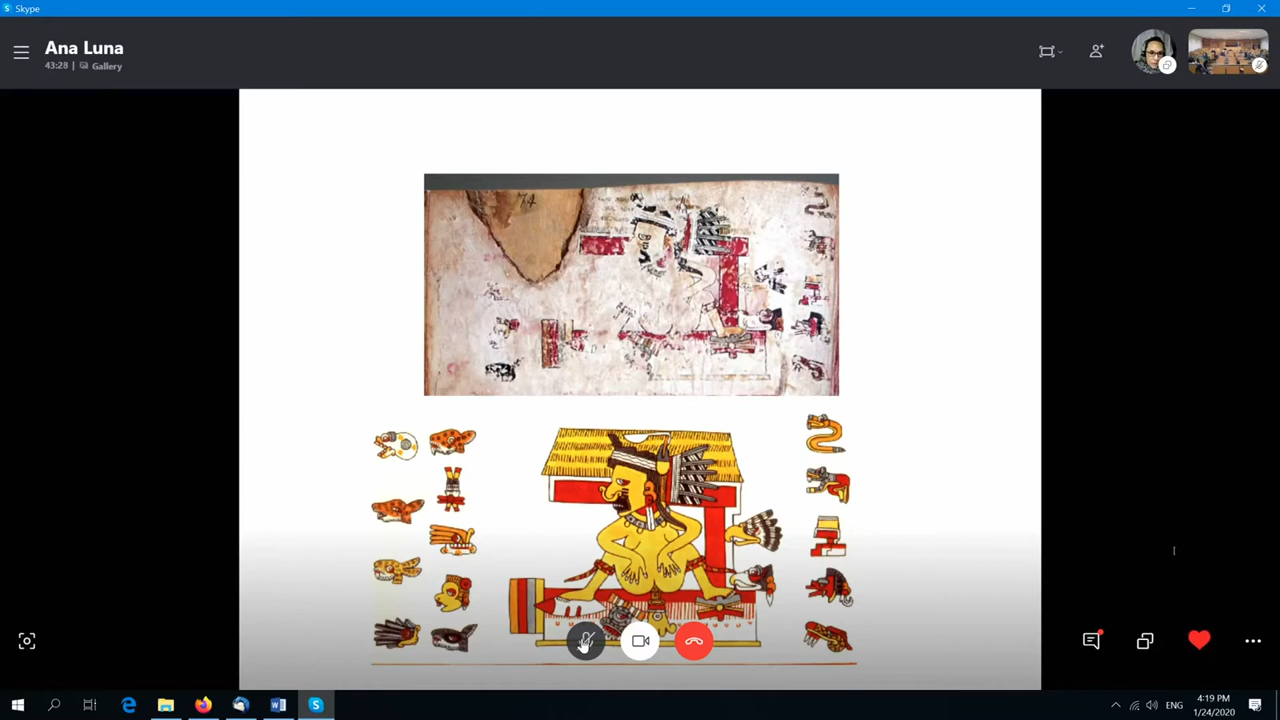 Skype
Ana Luna
43:28 | Gallery
74
ENG
4:19 PM
1/24/2020